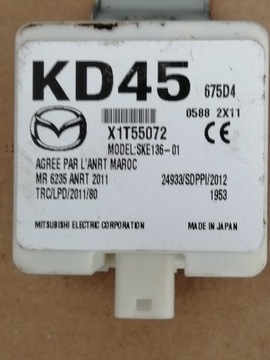 KD45 675D4
0588 2X11
X1T55072 CE
MODEL:SKE136-01
AGREE PAR L'ANRT MAROC
MR 6235 ANRT 2011 24933/SDPPI/2012
TRC/LPD/2011/80 1953
MITSUBISHI ELECTRIC CORPORATION MADE IN JAPAN